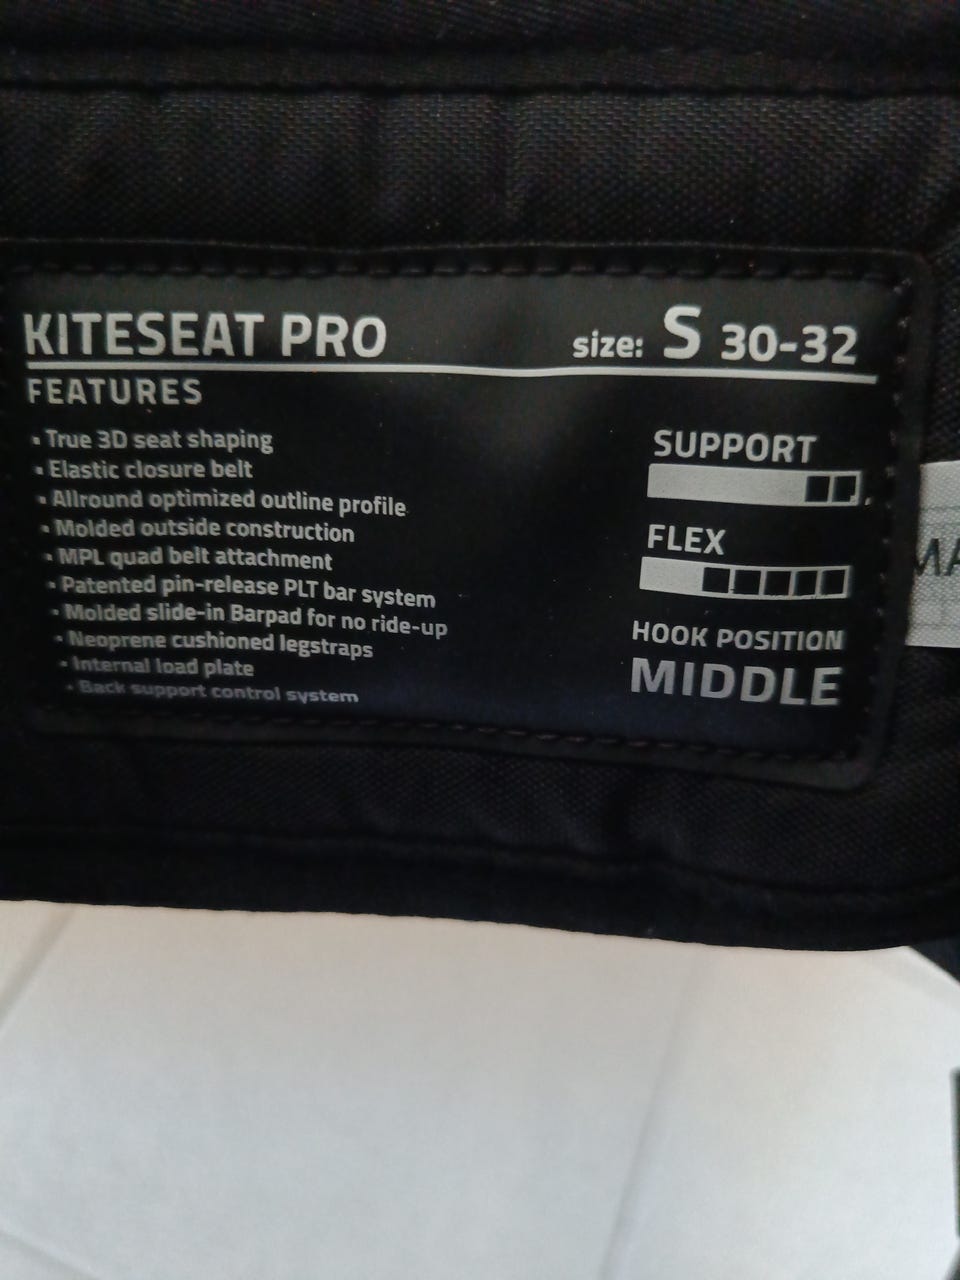 KITESEAT PRO
size: S 30-32
FEATURES
• True 3D seat shaping
• Elastic closure belt
• Allround optimized outline profile
• Molded outside construction
• MPL quad belt attachment
• Patented pin-release PLT bar system
• Molded slide-in Barpad for no ride-up
• Neoprene cushioned legstraps
• Internal load plate
• Back support control system
SUPPORT
FLEX
HOOK POSITION
MIDDLE
MA